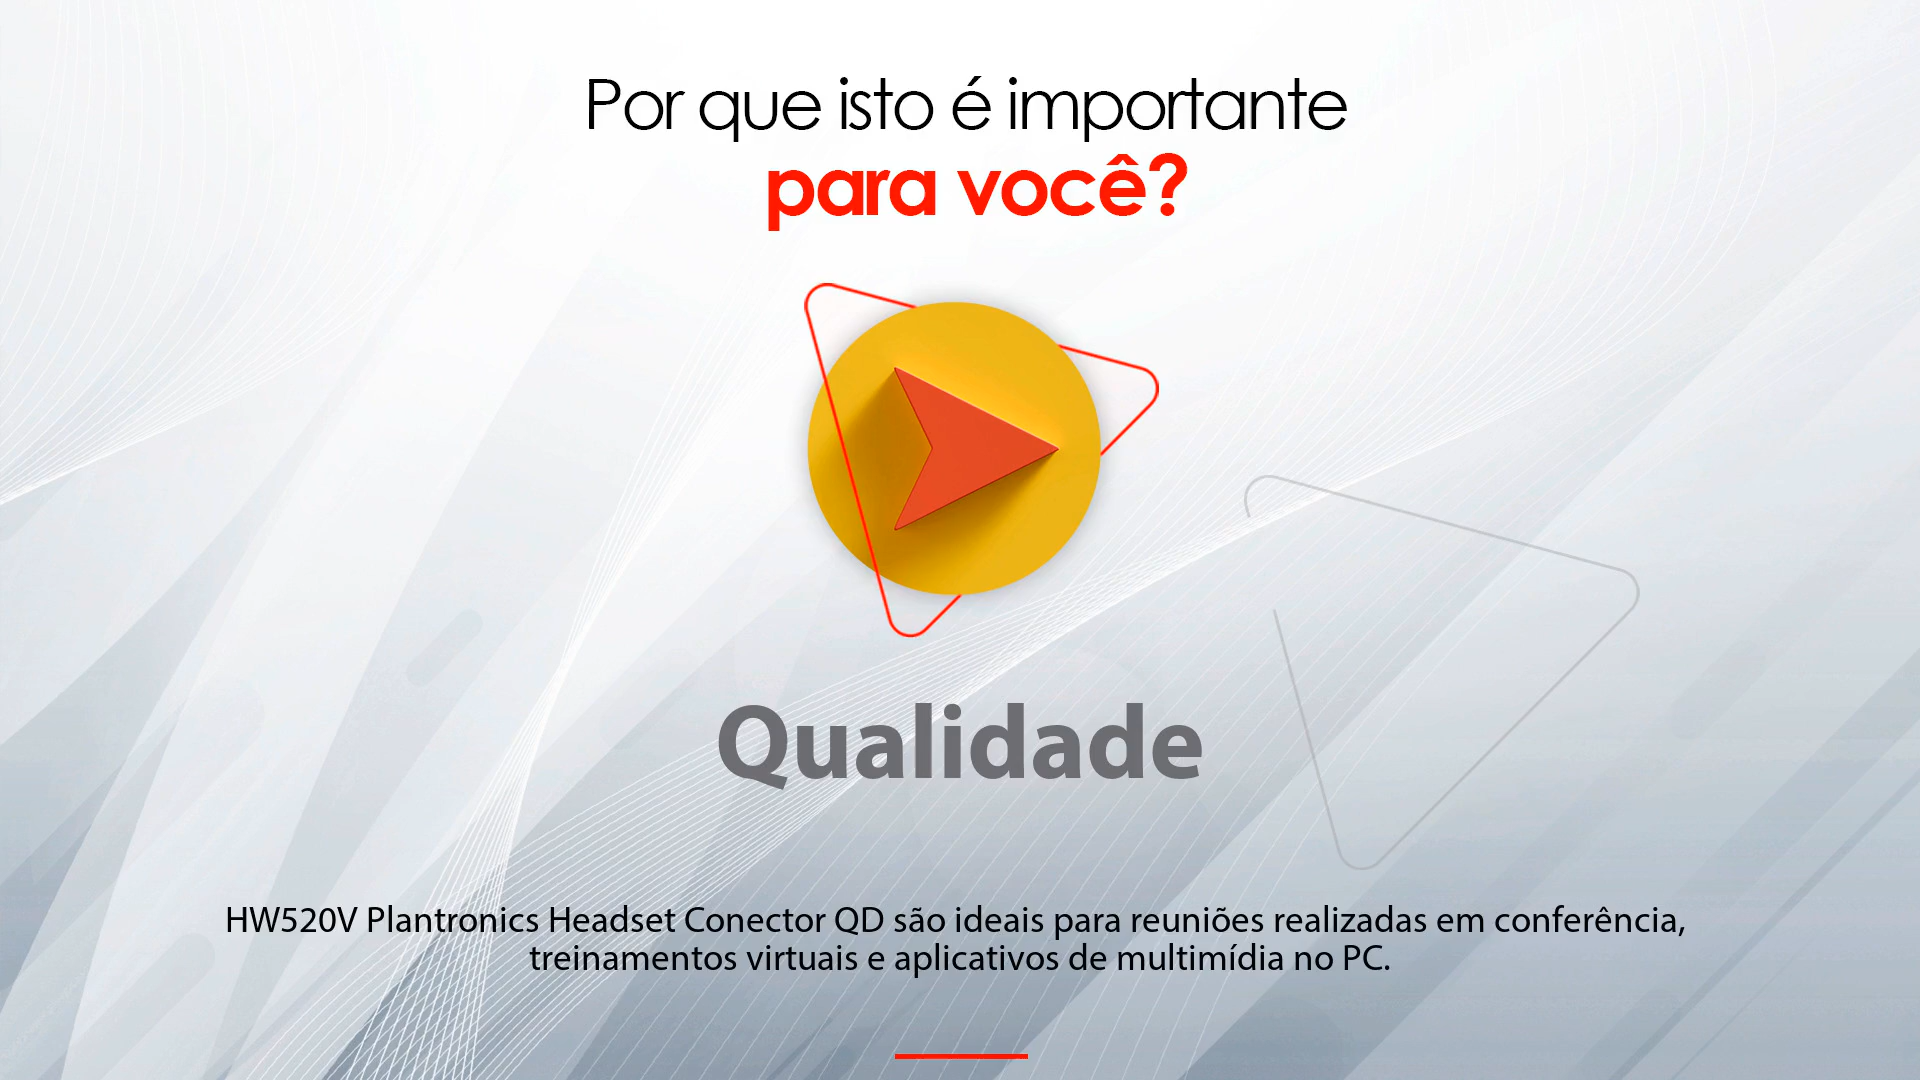 Por que isto é importante
para você?
Qualidade
HW520V Plantronics Headset Conector QD são ideais para reuniões realizadas em conferência,
treinamentos virtuais e aplicativos de multimídia no PC.